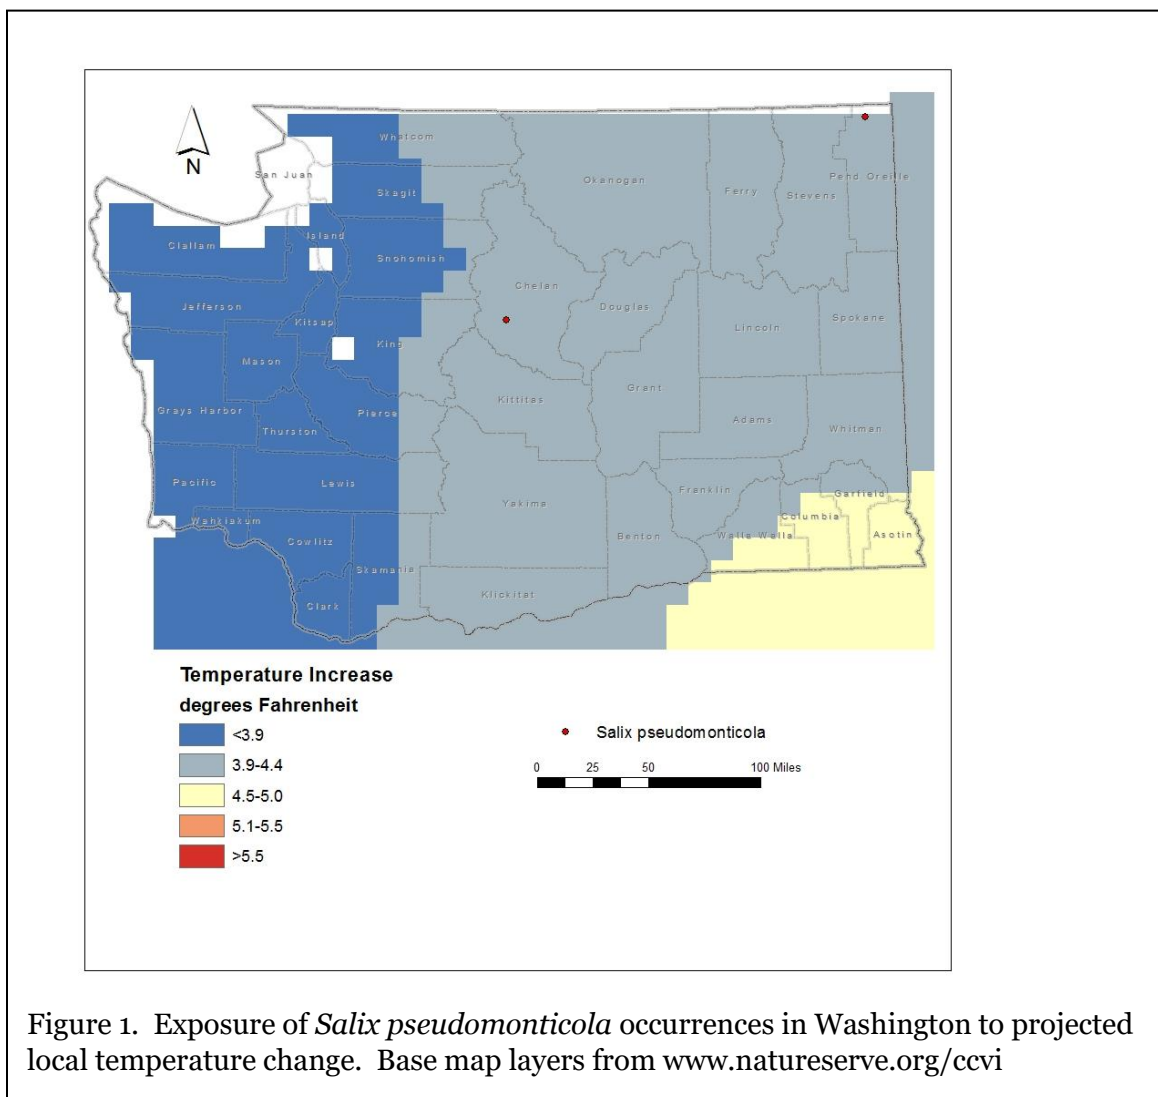 N
San Juan
Whatcom
Skagit
Okanogan
Ferry
Stevens
Pend Oreille
Island
Clallam
Snohomish
Chelan
Jefferson
Kitsap
King
Douglas
Lincoln
Spokane
Mason
Kittitas
Grant
Grays Harbor
Pierce
Thurston
Adams
Whitman
Pacific
Lewis
Yakima
Franklin
Garfield
Wahkiakum
Cowlitz
Columbia
Benton
Walla Walla
Asotin
Skamania
Clark
Klickitat
Temperature Increase
degrees Fahrenheit
<3.9
3.9-4.4
4.5-5.0
5.1-5.5
>5.5
Salix pseudomonticola
0 25 50 100 Miles
Figure 1. Exposure of Salix pseudomonticola occurrences in Washington to projected
local temperature change. Base map layers from www.natureserve.org/ccvi